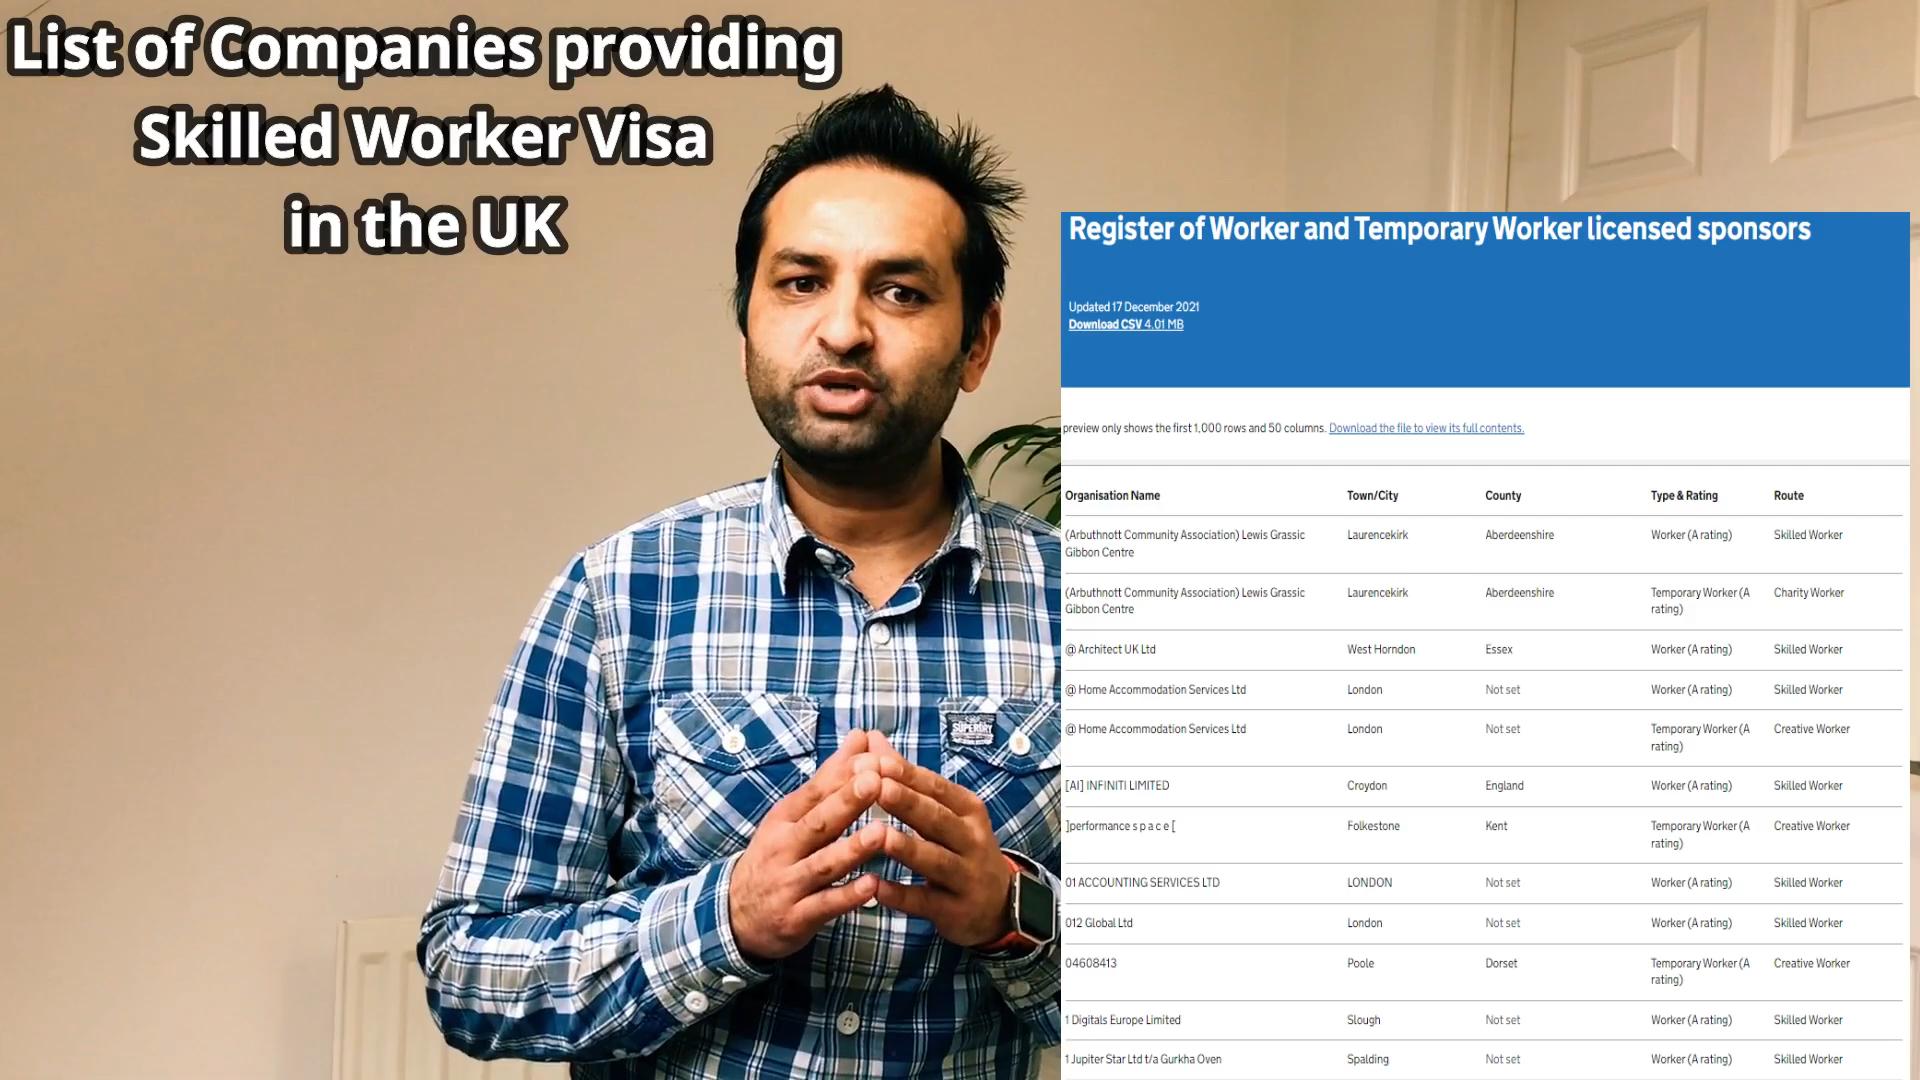 List of Companies providing
Skilled Worker Visa
in the UK
Register of Worker and Temporary Worker licensed sponsors
Updated 17 December 2021
Download CSV 4.01 MB
preview only shows the first 1,000 rows and 50 columns. Download the file to view its full contents.
Organisation Name Town/City County Type & Rating Route
(Arbuthnott Community Association) Lewis Grassic Laurencekirk Aberdeenshire Worker (A rating) Skilled Worker
Gibbon Centre
(Arbuthnott Community Association) Lewis Grassic Laurencekirk Aberdeenshire Temporary Worker (A Charity Worker
Gibbon Centre rating)
@ Architect UK Ltd West Horndon Essex Worker (A rating) Skilled Worker
@ Home Accommodation Services Ltd London Not set Worker (A rating) Skilled Worker
@ Home Accommodation Services Ltd London Not set Temporary Worker (A Creative Worker
rating)
[AI] INFINITI LIMITED Croydon England Worker (A rating) Skilled Worker
]performance s p a c e [ Folkestone Kent Temporary Worker (A Creative Worker
rating)
01 ACCOUNTING SERVICES LTD LONDON Not set Worker (A rating) Skilled Worker
012 Global Ltd London Not set Worker (A rating) Skilled Worker
04608413 Poole Dorset Temporary Worker (A Creative Worker
rating)
1 Digitals Europe Limited Slough Not set Worker (A rating) Skilled Worker
1 Jupiter Star Ltd t/a Gurkha Oven Spalding Not set Worker (A rating) Skilled Worker
SUPERDRY